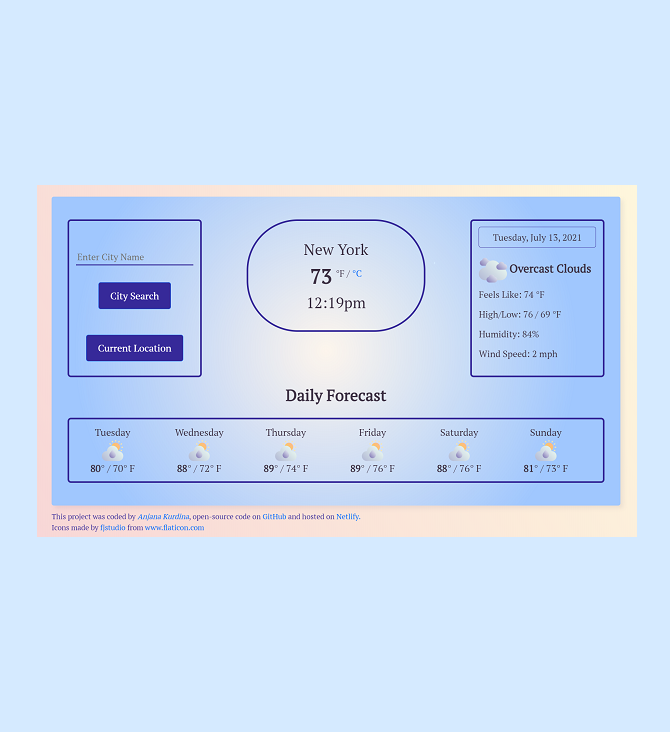 Enter City Name
City Search
Current Location
New York
73 °F / °C
12:19pm
Tuesday, July 13, 2021
Overcast Clouds
Feels Like: 74 °F
High/Low: 76 / 69 °F
Humidity: 84%
Wind Speed: 2 mph
Daily Forecast
Tuesday Wednesday Thursday Friday Saturday Sunday
80° / 70° F 88° / 72° F 89° / 74° F 89° / 76° F 88° / 76° F 81° / 73° F
This project was coded by Anjana Kurdina, open-source code on GitHub and hosted on Netlify.
Icons made by fjstudio from www.flaticon.com